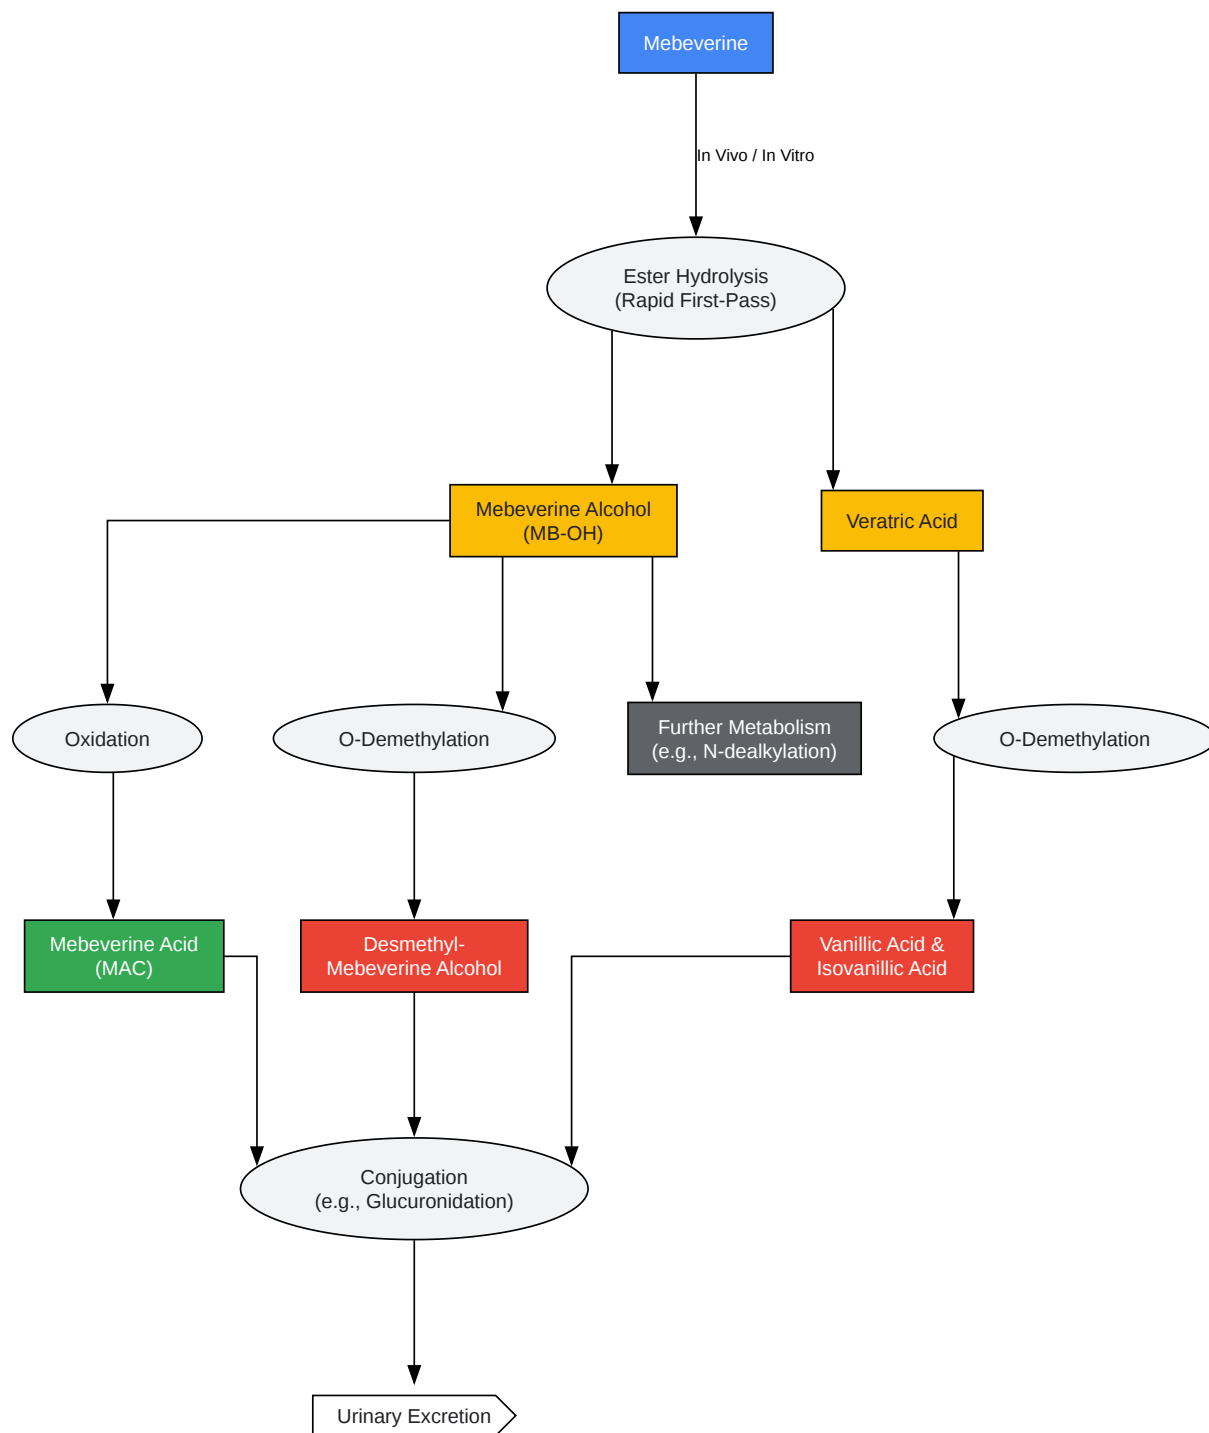 Mebeverine
In Vivo / In Vitro
Ester Hydrolysis
(Rapid First-Pass)
Mebeverine Alcohol
(MB-OH)
Veratric Acid
Oxidation
O-Demethylation
Further Metabolism
(e.g., N-dealkylation)
O-Demethylation
Mebeverine Acid
(MAC)
Desmethyl-
Mebeverine Alcohol
Vanillic Acid &
Isovanillic Acid
Conjugation
(e.g., Glucuronidation)
Urinary Excretion